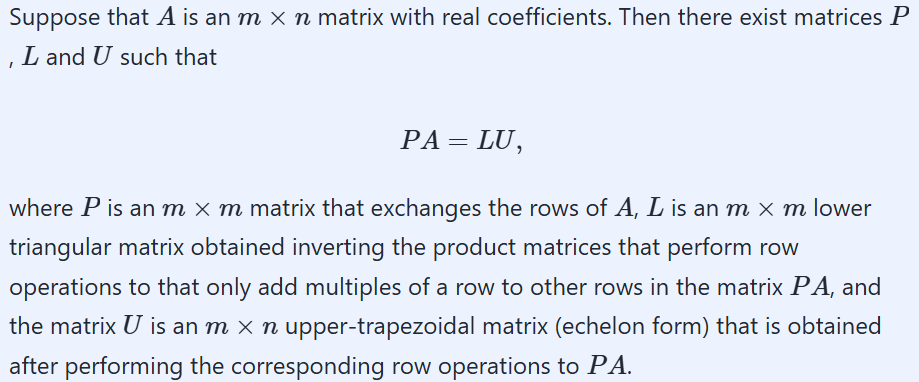 Suppose that A is an m × n matrix with real coefficients. Then there exist matrices P
, L and U such that
PA = LU,
where P is an m × m matrix that exchanges the rows of A, L is an m × m lower
triangular matrix obtained inverting the product matrices that perform row
operations to that only add multiples of a row to other rows in the matrix PA, and
the matrix U is an m × n upper-trapezoidal matrix (echelon form) that is obtained
after performing the corresponding row operations to PA.